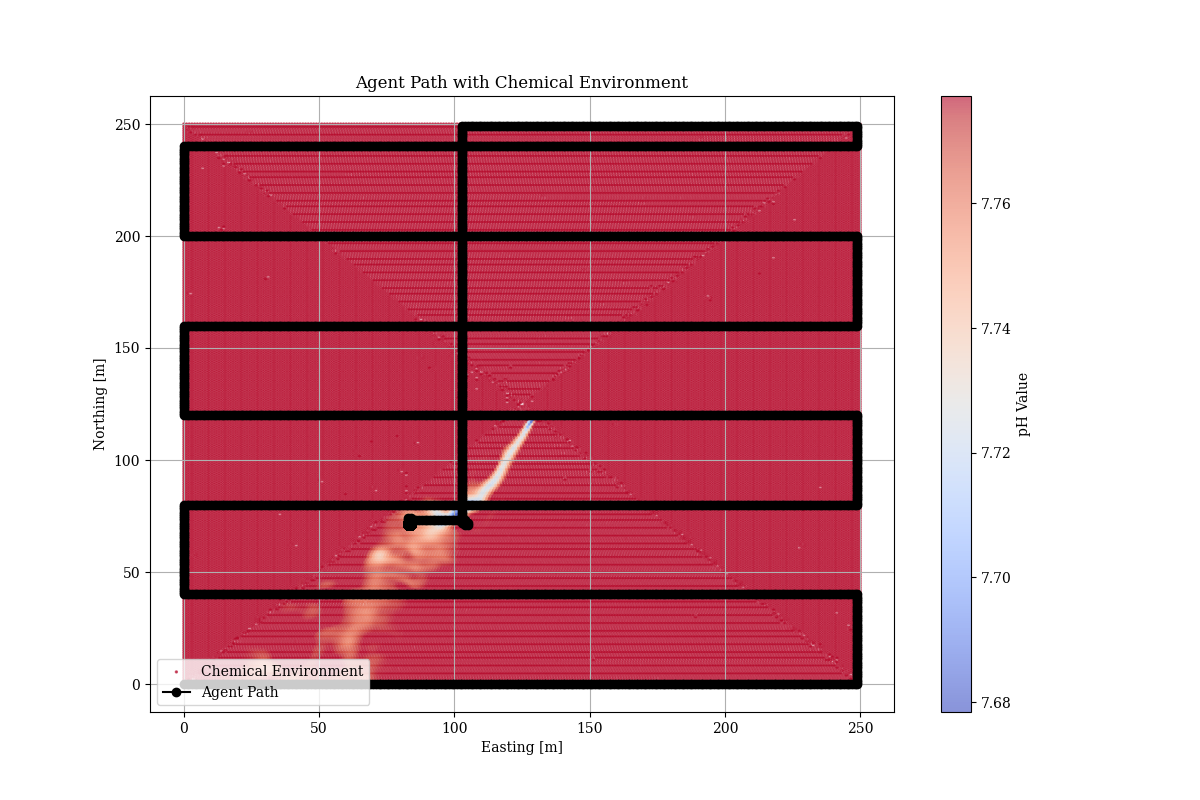 Agent Path with Chemical Environment
250
200
150
100
50
0
Northing [m]
0 50 100 150 200 250
Easting [m]
Chemical Environment
Agent Path
7.76
7.74
7.72
7.70
7.68
pH Value